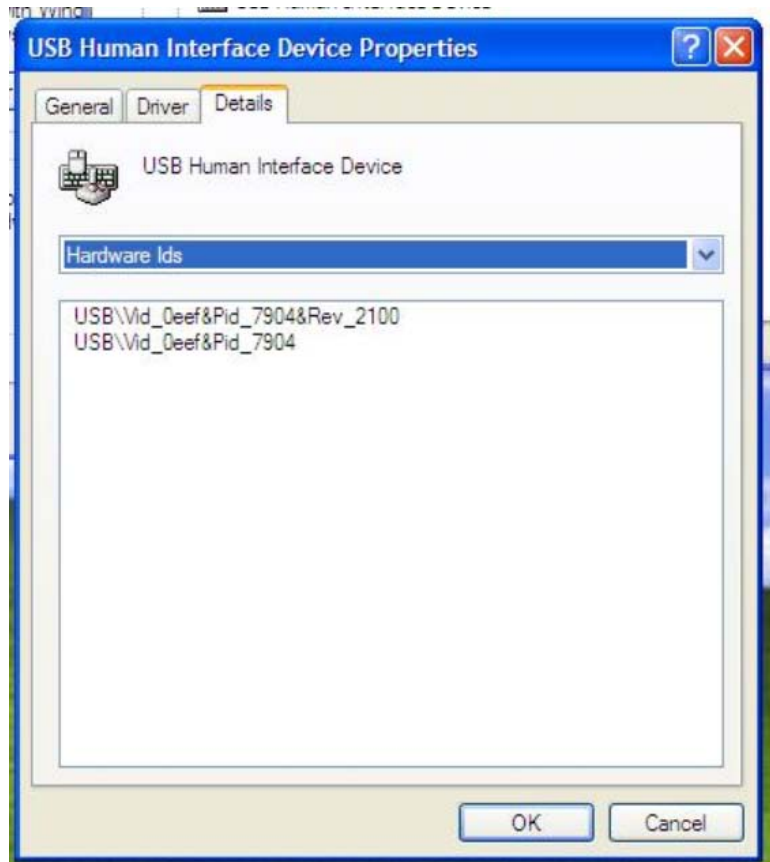 USB Human Interface Device Properties
General Driver Details
USB Human Interface Device
Hardware Ids
USB\Vid_0eef&Pid_7904&Rev_2100
USB\Vid_0eef&Pid_7904
OK Cancel